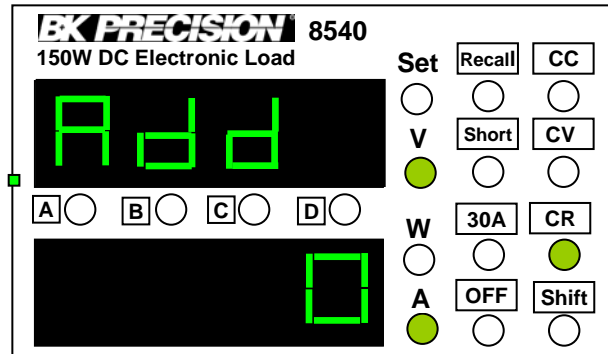 BK PRECISION® 8540
150W DC Electronic Load
Set Recall CC
Add
V Short CV
A B C D
W 30A CR
0
A OFF Shift